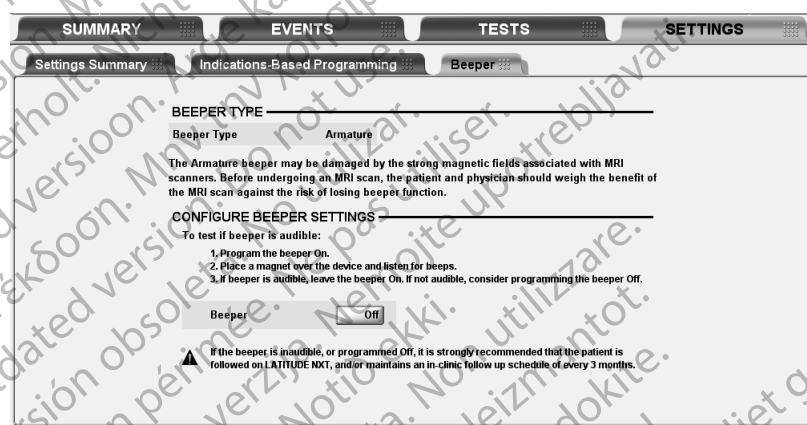 SUMMARY EVENTS TESTS SETTINGS
Settings Summary Indications-Based Programming Beeper
BEEPER TYPE
Beeper Type Armature
The Armature beeper may be damaged by the strong magnetic fields associated with MRI
scanners. Before undergoing an MRI scan, the patient and physician should weigh the benefit of
the MRI scan against the risk of losing beeper function.
CONFIGURE BEEPER SETTINGS
To test if beeper is audible:
1. Program the beeper On.
2. Place a magnet over the device and listen for beeps.
3. If beeper is audible, leave the beeper On. If not audible, consider programming the beeper Off.
Beeper Off
If the beeper is inaudible, or programmed Off, it is strongly recommended that the patient is
followed on LATITUDE NXT, and/or maintains an in-clinic follow up schedule of every 3 months.